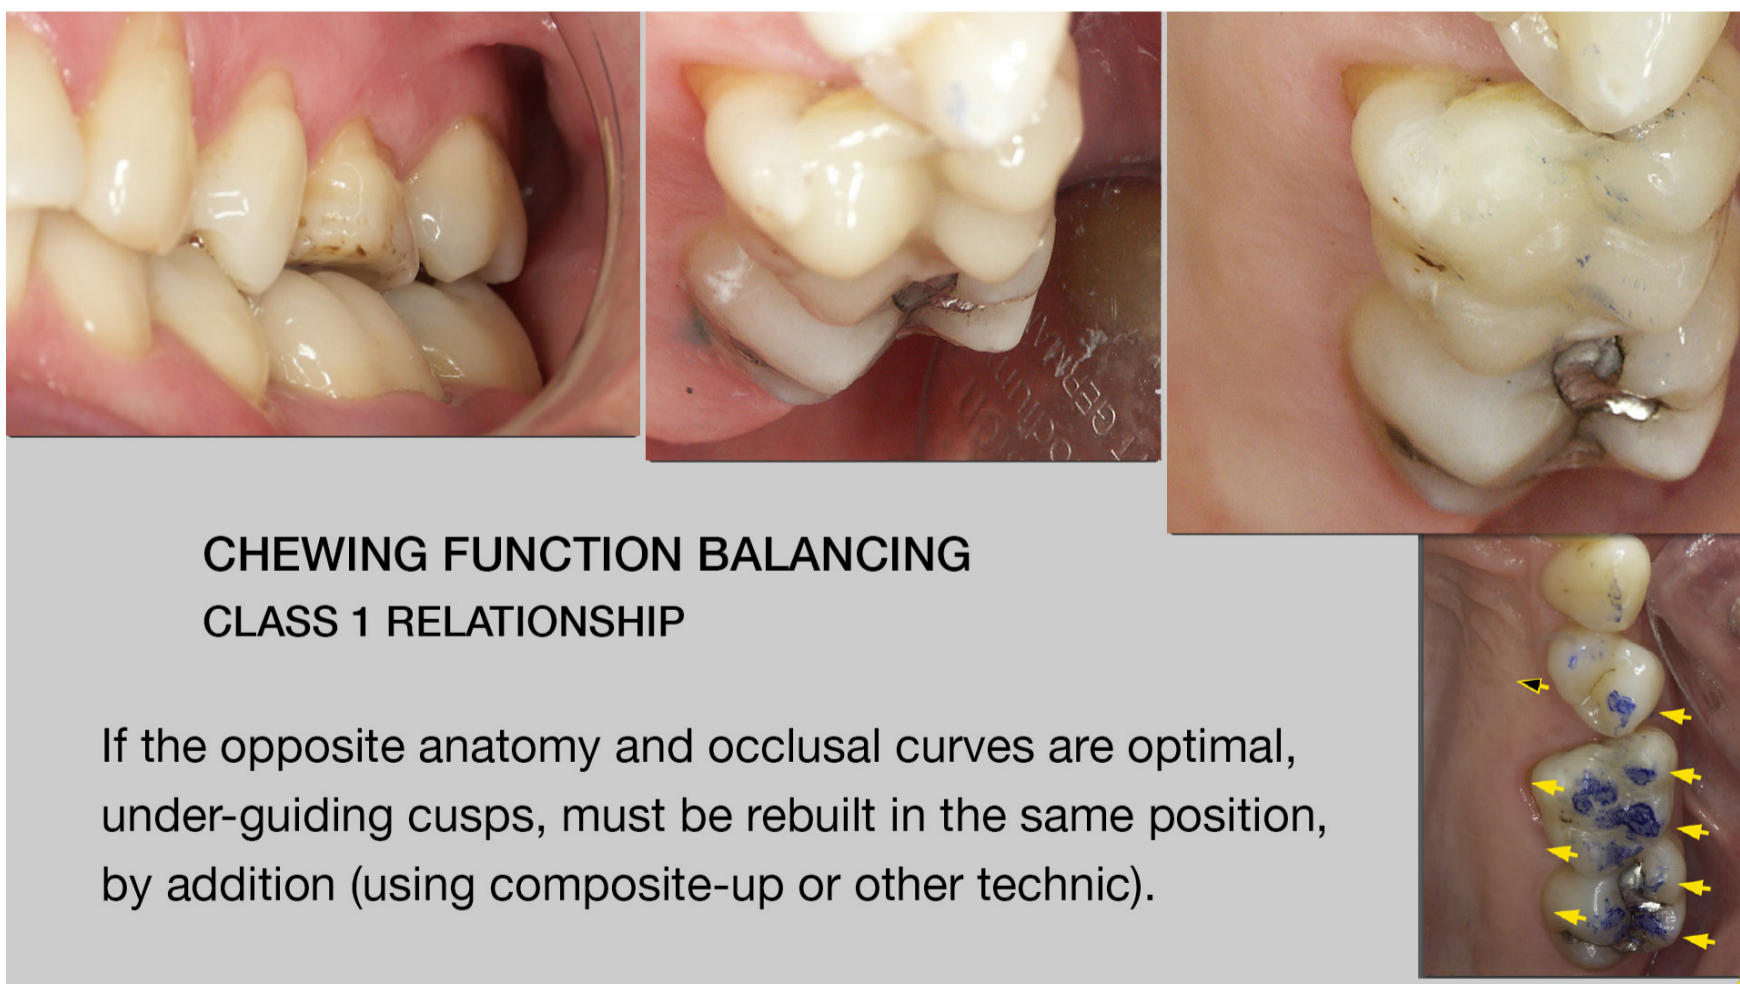 CHEWING FUNCTION BALANCING
CLASS 1 RELATIONSHIP
If the opposite anatomy and occlusal curves are optimal,
under-guiding cusps, must be rebuilt in the same position,
by addition (using composite-up or other technic).